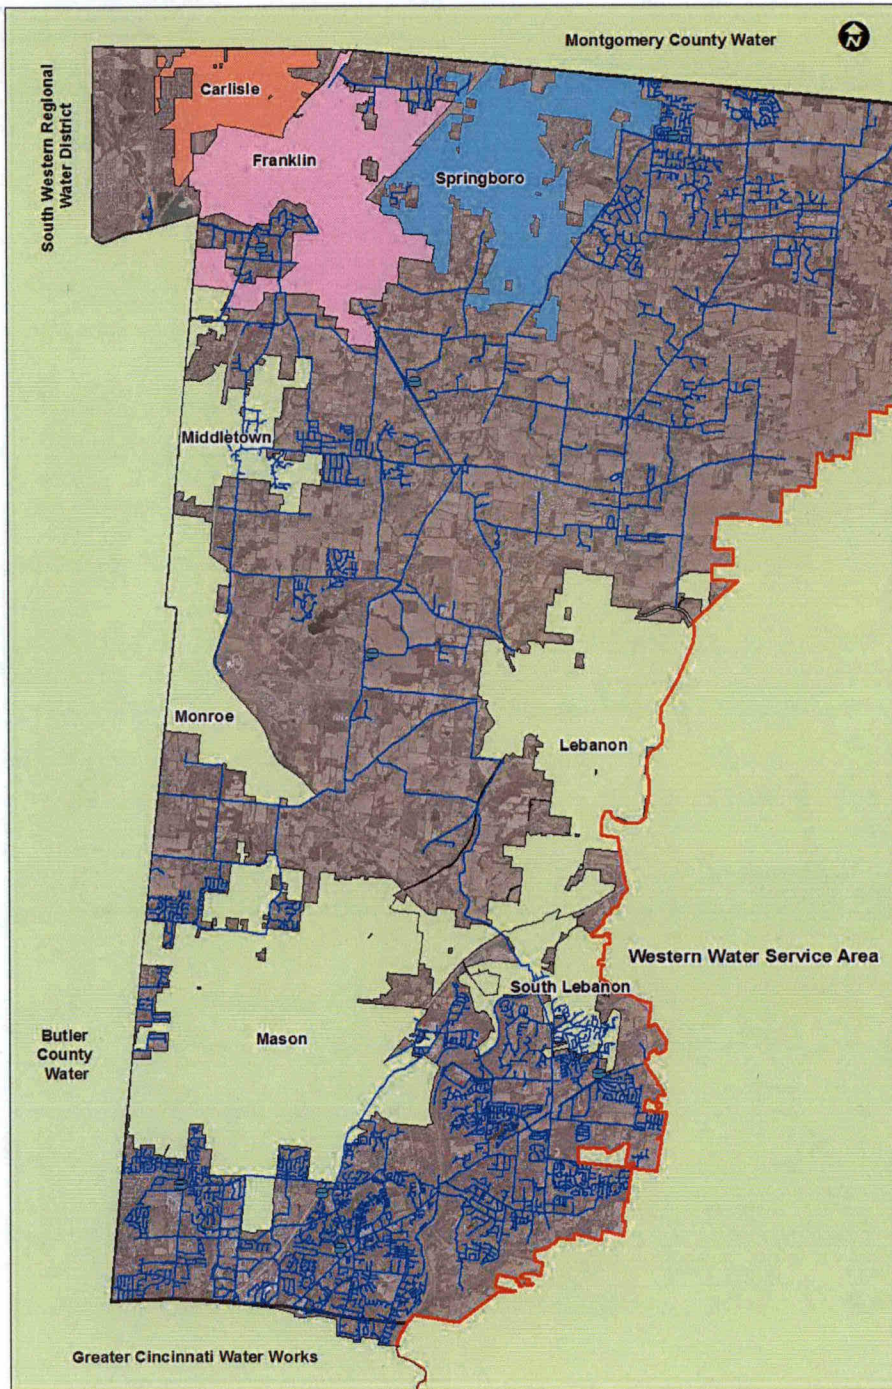 Montgomery County Water
N
South Western Regional
Water District
Carlisle
Franklin
Springboro
Middletown
Monroe
Lebanon
Western Water Service Area
South Lebanon
Butler
County
Water
Mason
Greater Cincinnati Water Works